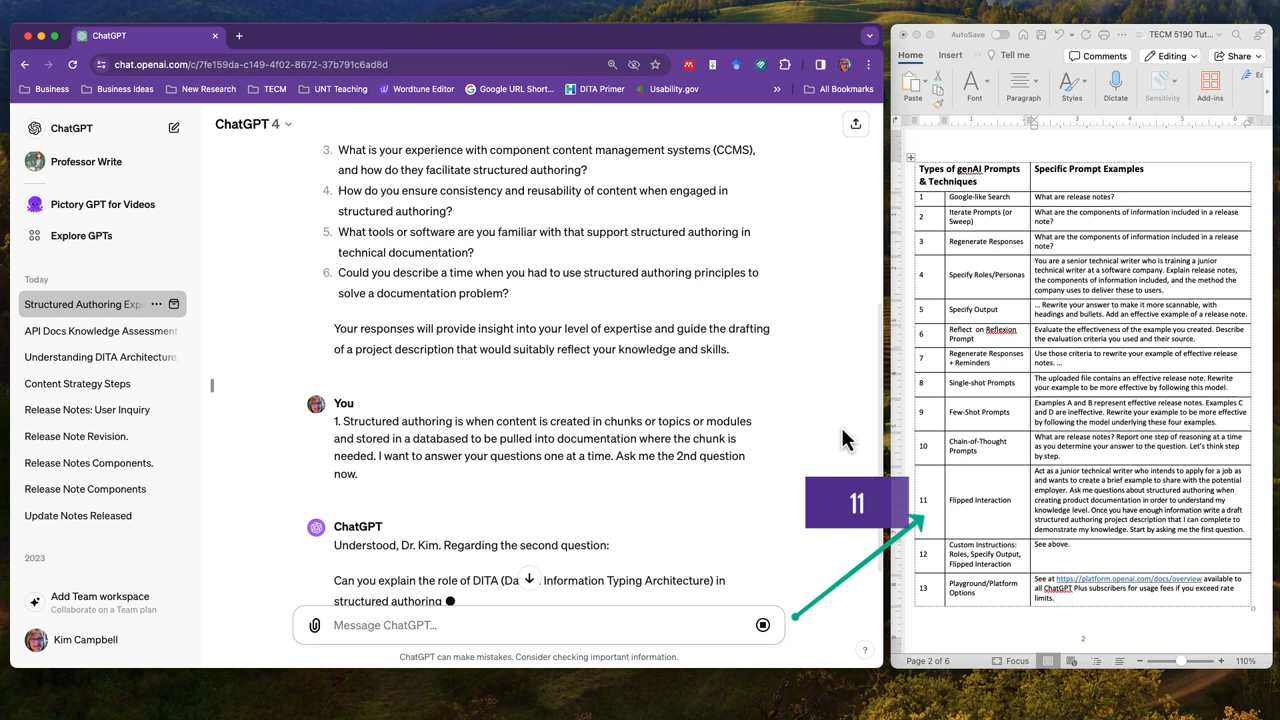 ChatGPT
chat.openai.com/c/7feb19da-c149-4f02-8672-37b791c6a8dd
Business
Business Ideas
New Research
TECM
GC Teaching
Wordtune Editor
Google URL Short...
DITA Primer
Usability.gov
»
All Bookmarks
ChatGPT
Professor Write
Pictory GPT for Videos
Explore GPTs
Today
Structured Authoring Exp
API Docs Knowledge Assessment
Understanding DITA Architecture.
Content Strategy Steps
Release Notes: User Inquiry
Release Note Revision.
Release Notes Components.
Release Note Components
Update Notes Released
2023
Add Team workspace
Collaborate on a Team plan
Kim Campbell
ChatGPT 4
3. What is your experience with component content management systems (CCMS),
and how do they facilitate structured authoring?
4. How do you ensure consistency and reusability of content when engaged in
structured authoring?
5. What tools or software are you familiar with that support structured authoring in
technical documentation?
6. Could you describe a time when you had to use structured authoring principles to
solve a documentation problem?
Your responses will provide insight into your level of expertise and guide the drafting
of a project description that would suitably reflect your knowledge and skills.
You
1. Structured authoring is when content is created in chunks or topics or modules
and stored in a databased to be pulled into documentation where the chunk is
needed. I want to answer your questions one at a time. Ask me the 2nd question
now.
ChatGPT
Understood, Dr. Kim. Regarding the second question:
Can you explain the role of DITA (Da Information Typing Architecture) in
structured authoring
Message ChatGPT...
ChatGPT can make mistakes. Consider checking important information.
?
11
AutoSave
TECM 5190 Tut...
Home
Insert
Tell me
Comments
Editing
Share
Paste
Font
Paragraph
Styles
Dictate
Sensitivity
Add-ins
Types of genAI Prompts
& Techniques
Specific Prompt Examples
1
Google-like Search
What are release notes?
2
Iterate Prompts (or
Sweep)
What are the components of information included in a release
note?
3
Regenerate Responses
What are the components of information included in a release
note?
4
Specify Roles/Personas
You are a senior technical writer who is training a junior
technical writer at a software company. Explain release notes,
the components of information included, and the method the
company uses to deliver these to users.
5
Specify Output
... Rewrite your answer to make it more scannable, with
headings and bullets. Add an effective example of a release note.
6
Reflect on Reflexion
Prompt
Evaluate the effectiveness of the example you created. Describe
the evaluation criteria you used and their source.
7
Regenerate Responses
+ Reminders
Use those criteria to rewrite your example of effective release
notes. ...
8
Single-shot Prompts
The uploaded file contains an effective release note. Rewrite
your example to be more effective by following this model.
9
Few-Shot Prompts
Examples A and B represent effective release notes. Examples C
and D are ineffective. Rewrite your example to be more effective
by following the model underlying these four examples.
10
Chain-of-Thought
Prompts
What are release notes? Report one step of reasoning at a time
as you determine your answer to the question. Let's think step
by step.
11
Flipped Interaction
Act as a junior technical writer who intends to apply for a job as
and wants to create a brief example to share with the potential
employer. Ask me questions about structured authoring when
creating product documentation in order to understand my
knowledge level. Once you have enough information write a draft
structured authoring project description that I can complete to
demonstrate my knowledge. Start by asking me the first question.
12
Custom Instructions:
Roles, Specify Output,
Flipped Interaction
See above.
13
Playground/Platform
Options
See at https://platform.openai.com/docs/overview available to
all ChatGPT Plus subscribers for usage fees if you exceed rate
limits.
2
Page 2 of 6
Focus
110%